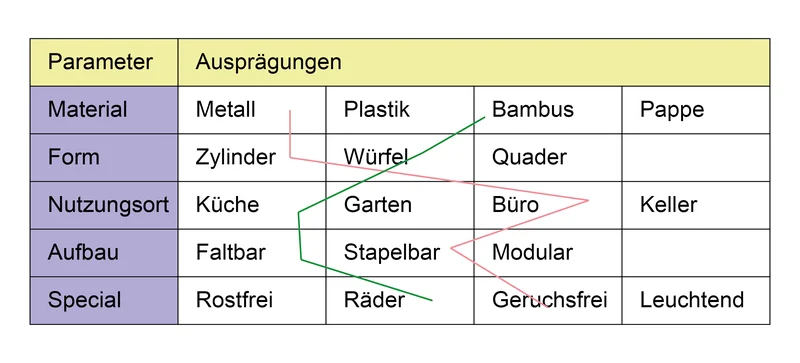 Parameter Ausprägungen
Material Metall Plastik Bambus Pappe
Form Zylinder Würfel Quader
Nutzungsort Küche Garten Büro Keller
Aufbau Faltbar Stapelbar Modular
Special Rostfrei Räder Geruchsfrei Leuchtend